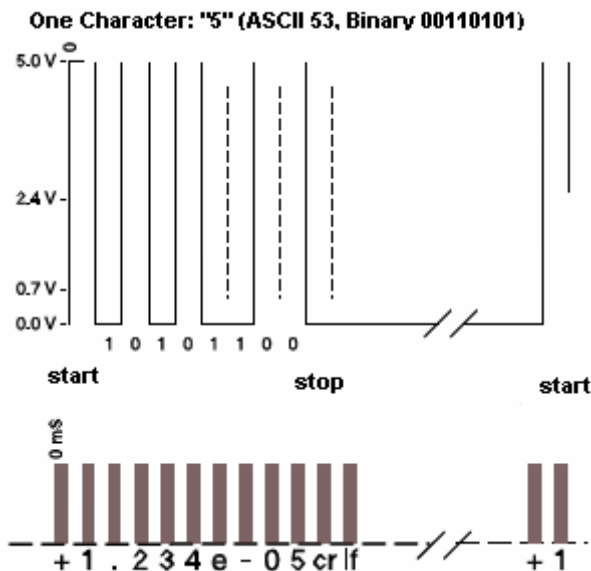 One Character: "5" (ASCII 53, Binary 00110101)
0
5.0 V
2.4 V
0.7 V
0.0 V
1 0 1 0 1 1 0 0
start stop start
0 mS
+ 1 . 2 3 4 e - 0 5 cr lf + 1